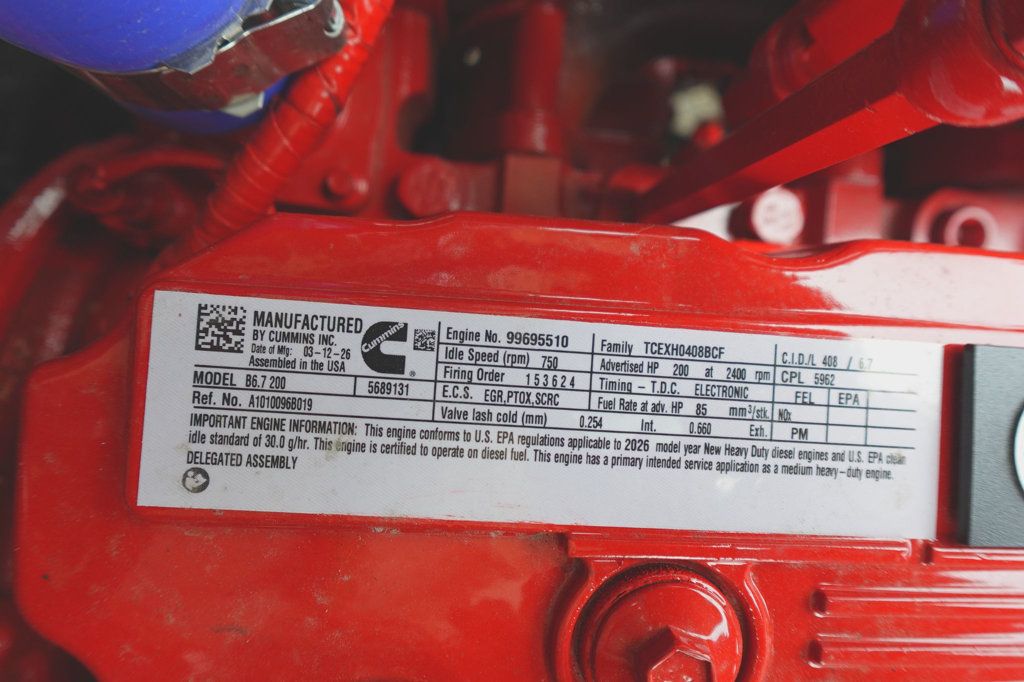 MANUFACTURED
BY CUMMINS INC.
Date of Mfg: 03-12-26
Assembled in the USA
Cummins
®
MODEL B6.7 200
5689131
Ref. No. A1010096B019
Engine No. 99695510
Idle Speed (rpm) 750
Firing Order 1 5 3 6 2 4
E.C.S. EGR,PTOX,SCRC
Valve lash cold (mm) 0.254 Int. 0.660 Exh.
Family TCEXH0408BCF
Advertised HP 200 at 2400 rpm
Timing - T.D.C. ELECTRONIC
Fuel Rate at adv. HP 85 mm³/stk.
C.I.D./L 408 / 6.7
CPL 5962
FEL EPA
NOx
PM
IMPORTANT ENGINE INFORMATION: This engine conforms to U.S. EPA regulations applicable to 2026 model year New Heavy Duty diesel engines and U.S. EPA clean
idle standard of 30.0 g/hr. This engine is certified to operate on diesel fuel. This engine has a primary intended service application as a medium heavy-duty engine.
DELEGATED ASSEMBLY